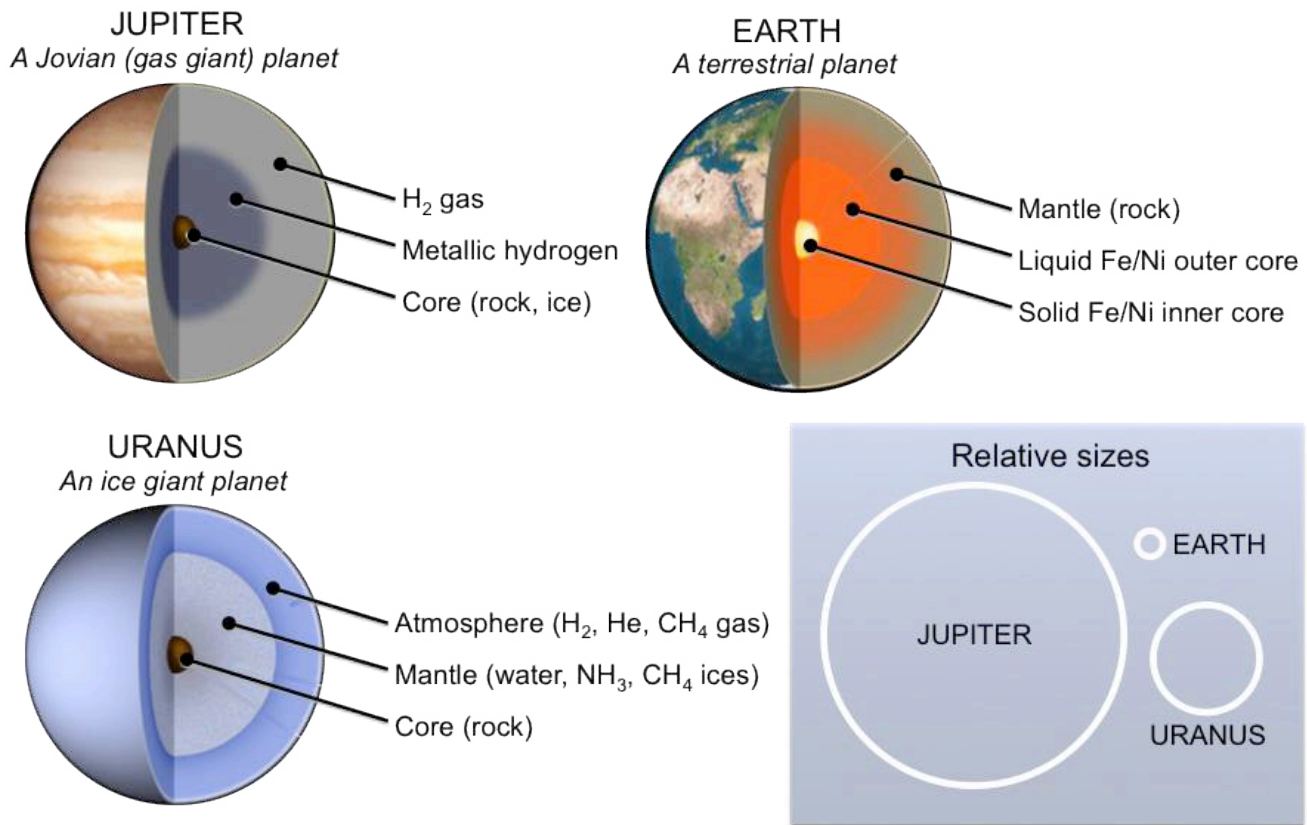 JUPITER
A Jovian (gas giant) planet
H₂ gas
Metallic hydrogen
Core (rock, ice)
EARTH
A terrestrial planet
Mantle (rock)
Liquid Fe/Ni outer core
Solid Fe/Ni inner core
URANUS
An ice giant planet
Atmosphere (H₂, He, CH₄ gas)
Mantle (water, NH₃, CH₄ ices)
Core (rock)
Relative sizes
EARTH
JUPITER
URANUS